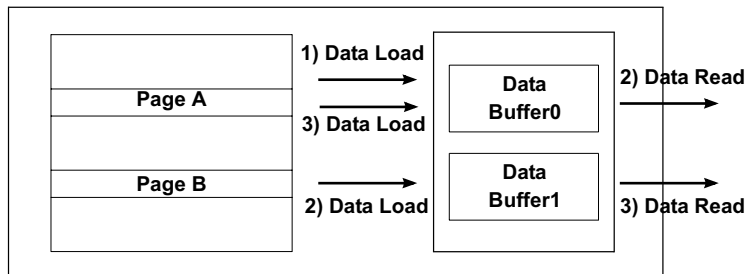 1) Data Load
Page A
3) Data Load
Data
Buffer0
2) Data Read
Page B
2) Data Load
Data
Buffer1
3) Data Read